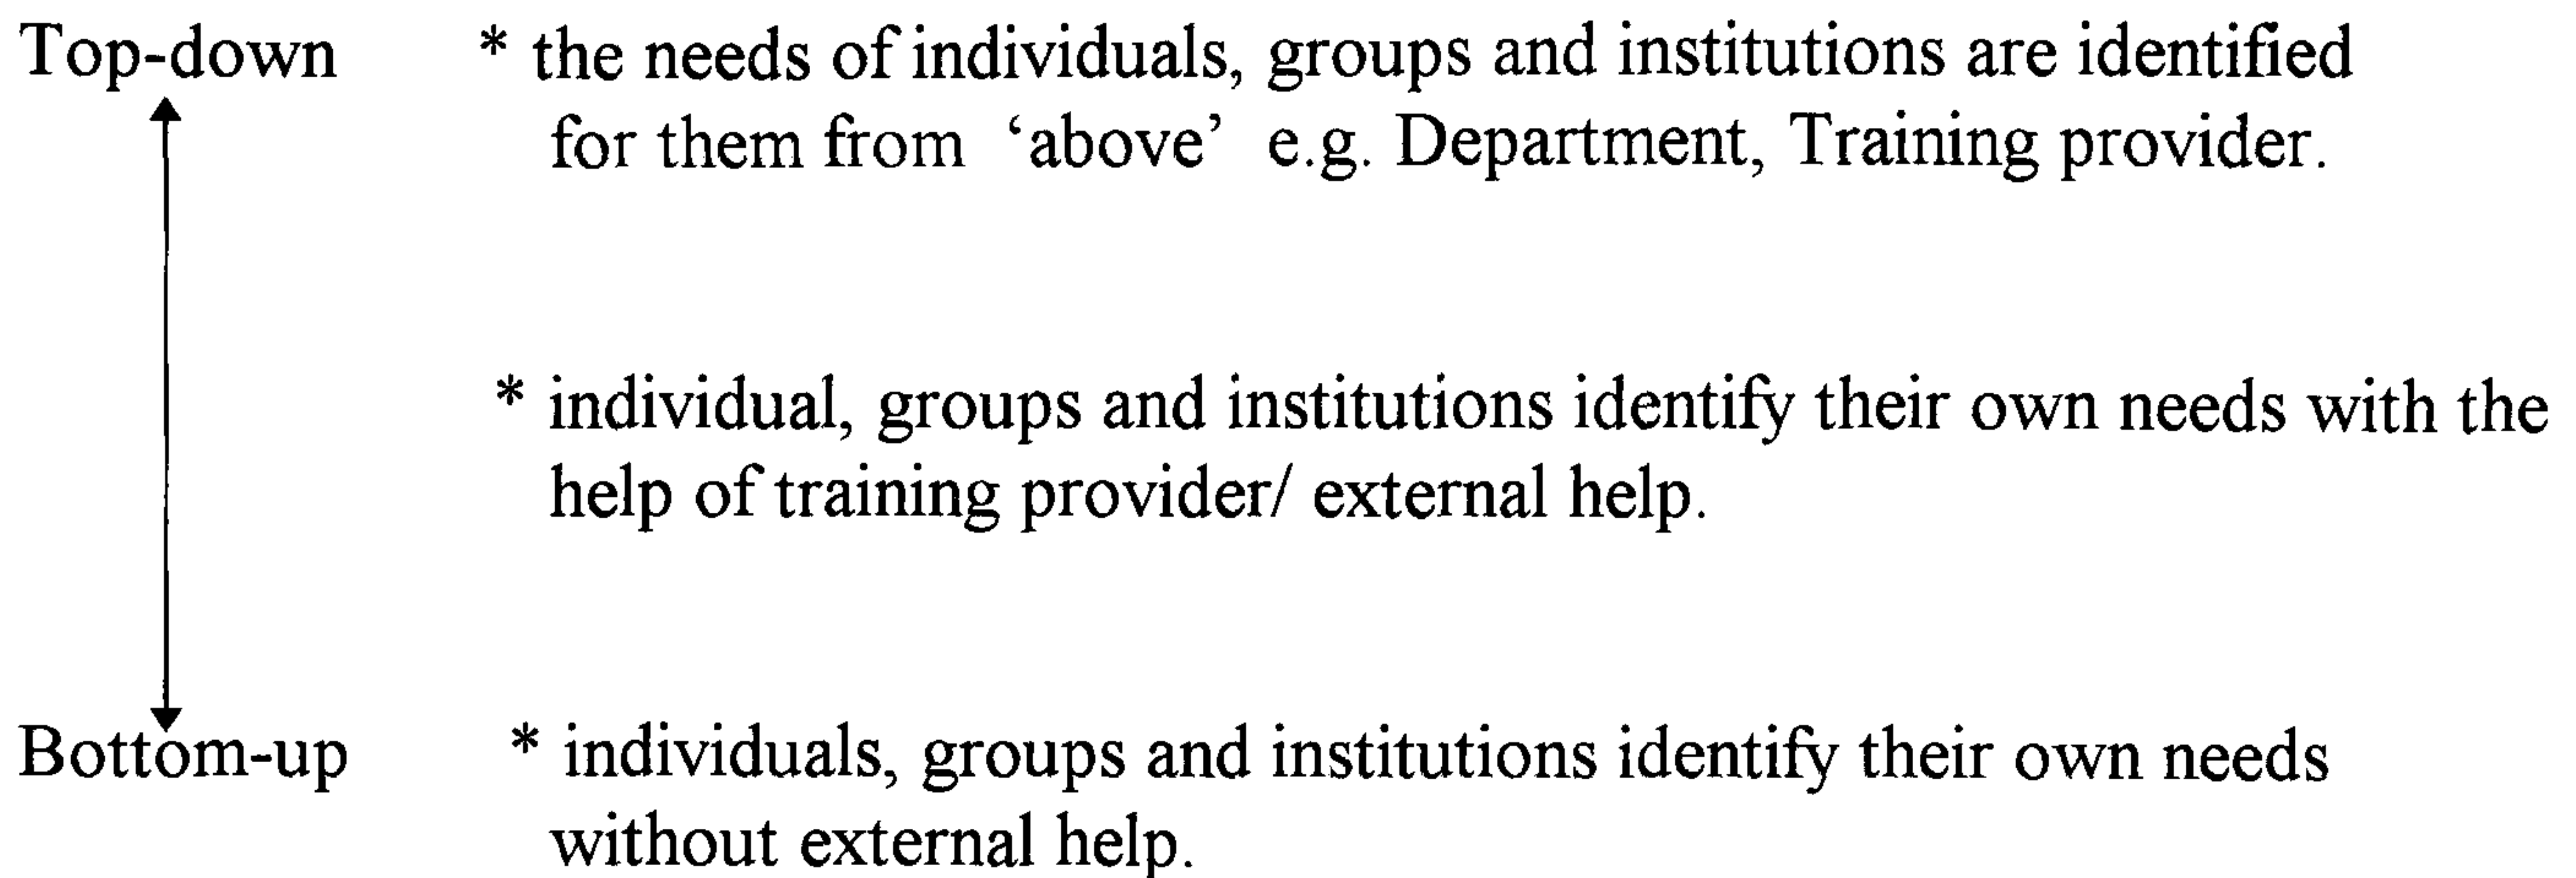 Top-down * the needs of individuals, groups and institutions are identified
for them from ‘above’ e.g. Department, Training provider.
* individual, groups and institutions identify their own needs with the
help of training provider/ external help.
Bottom-up * individuals, groups and institutions identify their own needs
without external help.